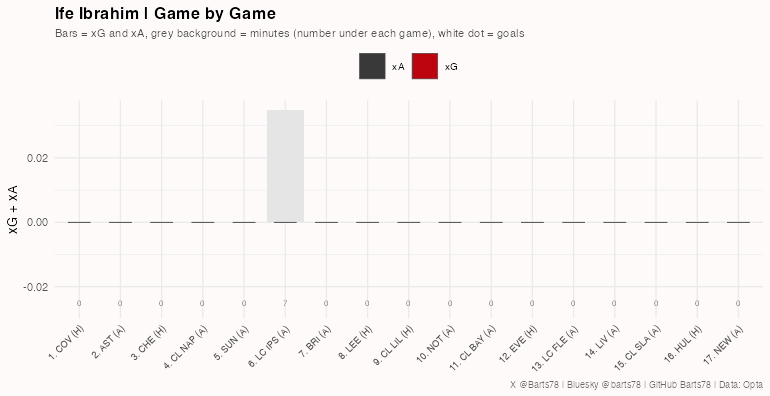 Ife Ibrahim | Game by Game
Bars = xG and xA, grey background = minutes (number under each game), white dot = goals
xA xG
xG + xA
0.02
0.00
-0.02
0 0 0 0 0 7 0 0 0 0 0 0 0 0 0 0 0
1. COV (H)
2. AST (A)
3. CHE (H)
4. CL NAP (A)
5. SUN (A)
6. LC IPS (A)
7. BRI (A)
8. LEE (H)
9. CL LIL (H)
10. NOT (A)
11. CL BAY (A)
12. EVE (H)
13. LC FLE (A)
14. LIV (A)
15. CL SLA (A)
16. HUL (H)
17. NEW (A)
X @Barts78 | Bluesky @barts78 | GitHub Barts78 | Data: Opta